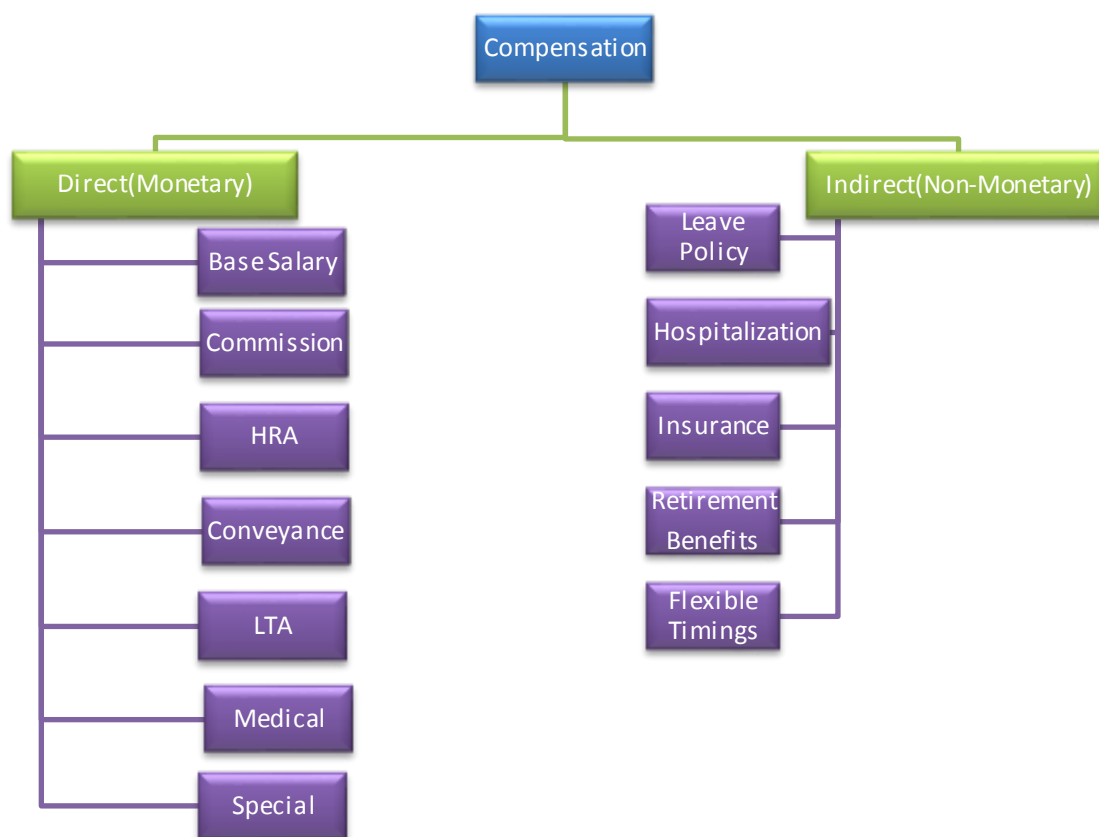 Compensation
Direct(Monetary)
Base Salary
Commission
HRA
Conveyance
LTA
Medical
Special
Indirect(Non-Monetary)
Leave
Policy
Hospitalization
Insurance
Retirement
Benefits
Flexible
Timings